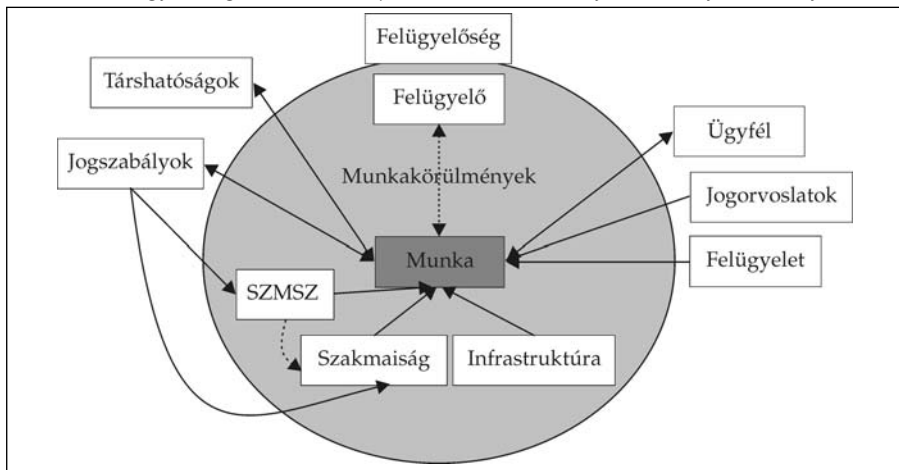 Felügyelőség
Társhatóságok
Felügyelő
Ügyfél
Jogszabályok
Munkakörülmények
Jogorvoslatok
Munka
Felügyelet
SZMSZ
Szakmaiság
Infrastruktúra